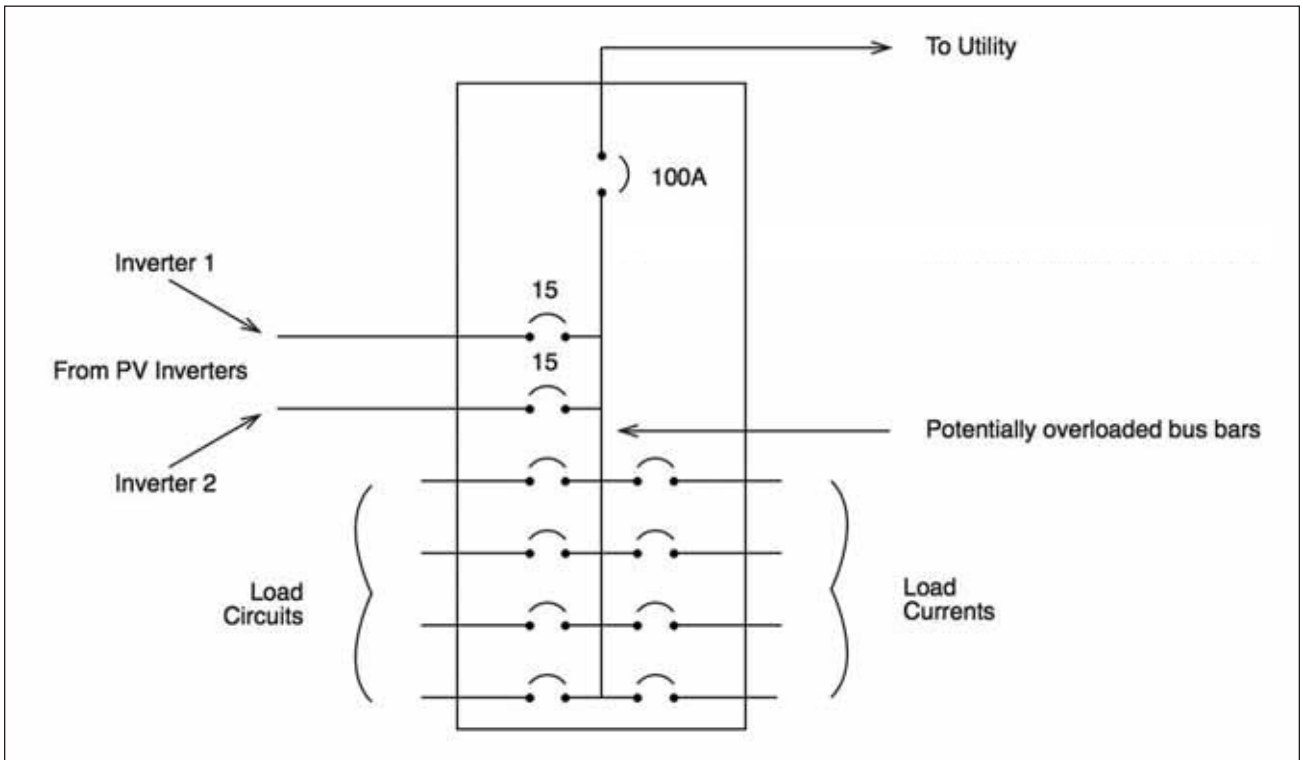 To Utility
100A
Inverter 1
15
From PV Inverters
15
Potentially overloaded bus bars
Inverter 2
Load
Circuits
Load
Currents